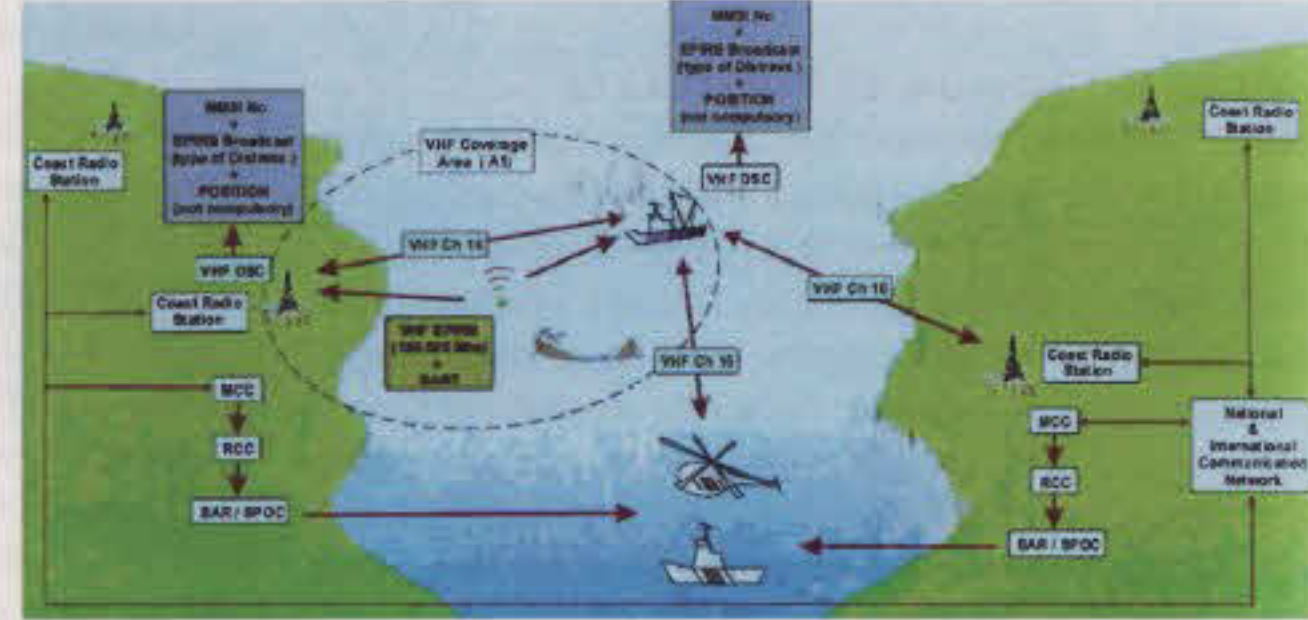 MMSI No
+
EPIRB Broadcast
(type of Distress)
+
POSITION
(not compulsory)
VHF DSC
MMSI No
+
EPIRB Broadcast
(type of Distress)
+
POSITION
(not compulsory)
VHF DSC
Coast Radio
Station
VHF Coverage
Area (A1)
Coast Radio
Station
VHF Ch 16
VHF Ch 16
Coast Radio
Station
VHF EPIRB
(156.525 Mhz)
+
SART
VHF Ch 16
Coast Radio
Station
MCC
RCC
SAR / SPOC
MCC
RCC
SAR / SPOC
National
&
International
Communication
Network